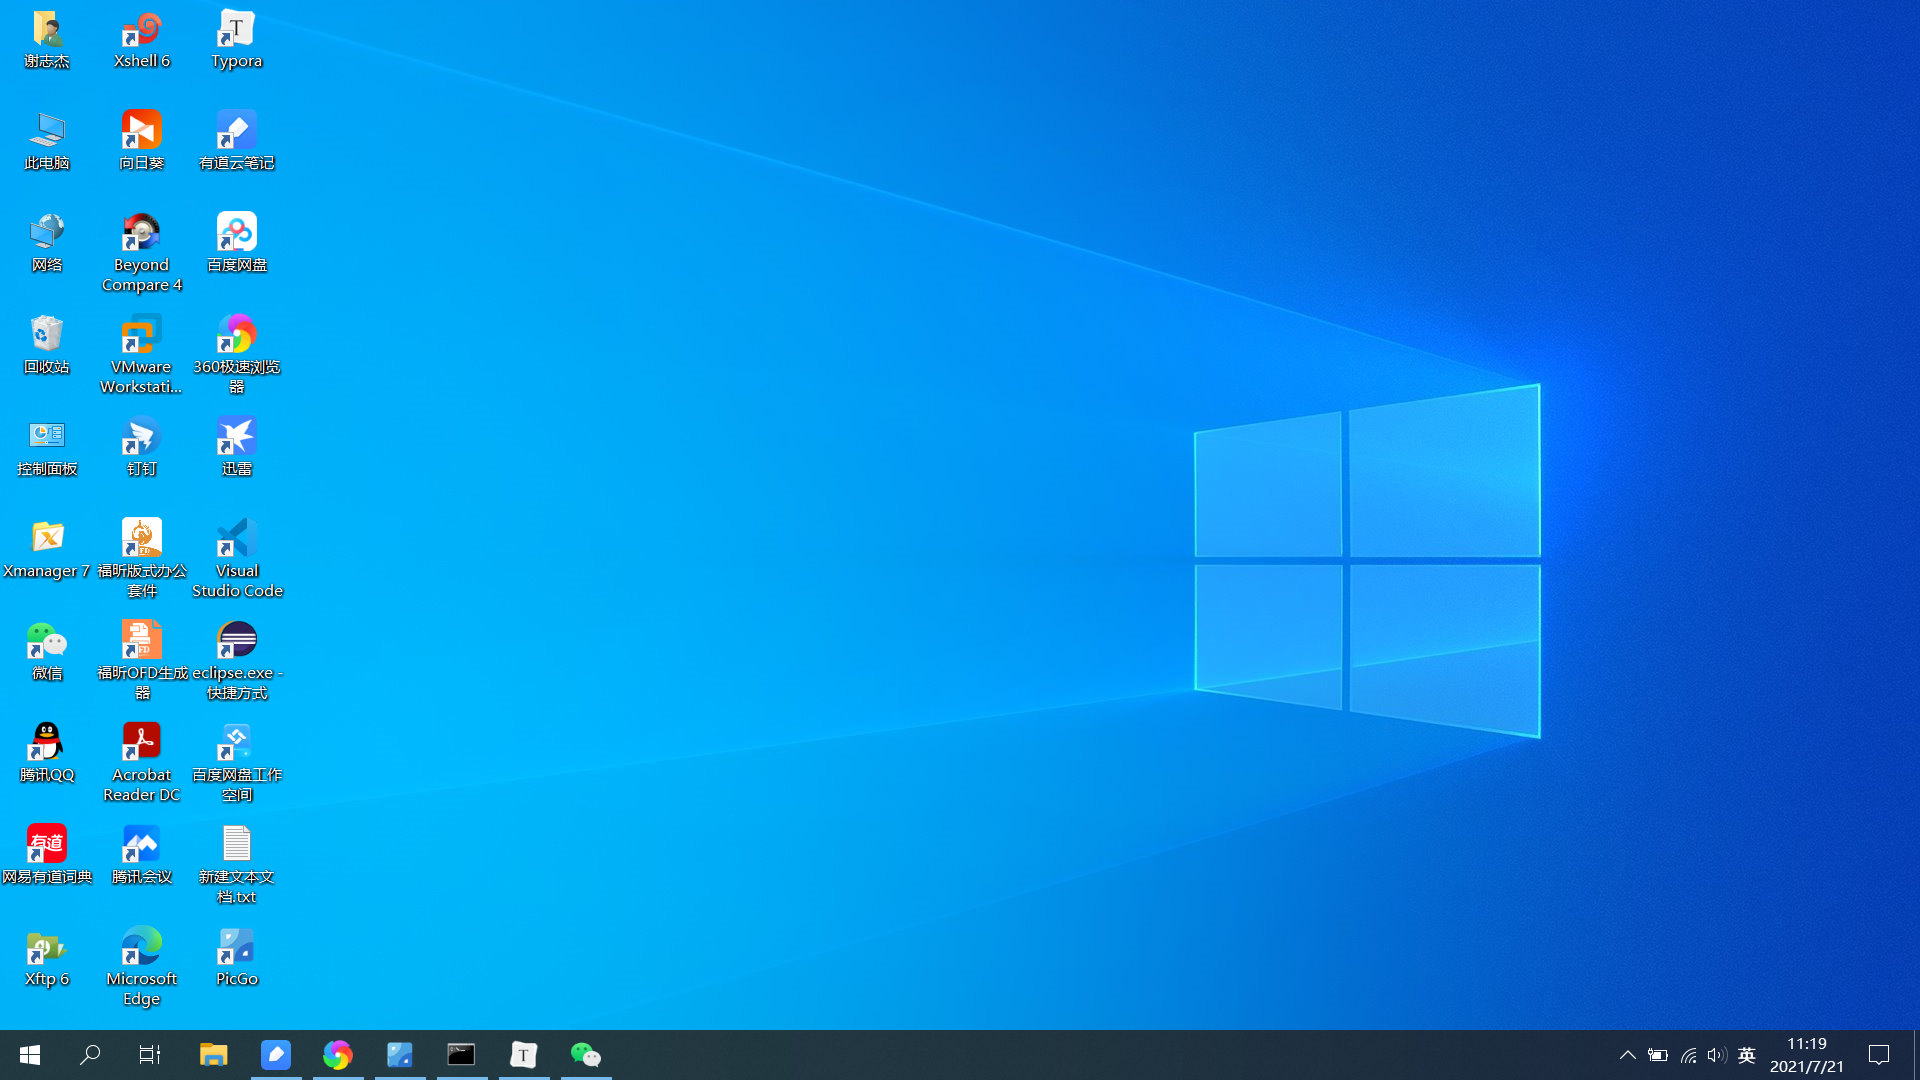 谢志杰
Xshell 6
Typora
此电脑
向日葵
有道云笔记
网络
Beyond
Compare 4
百度网盘
回收站
VMware
Workstati...
360极速浏览
器
控制面板
钉钉
迅雷
Xmanager 7
福昕版式办公
套件
Visual
Studio Code
微信
福昕OFD生成
器
eclipse.exe -
快捷方式
腾讯QQ
Acrobat
Reader DC
百度网盘工作
空间
有道
网易有道词典
腾讯会议
新建文本文
档.txt
Xftp 6
Microsoft
Edge
PicGo
T
英
11:19
2021/7/21